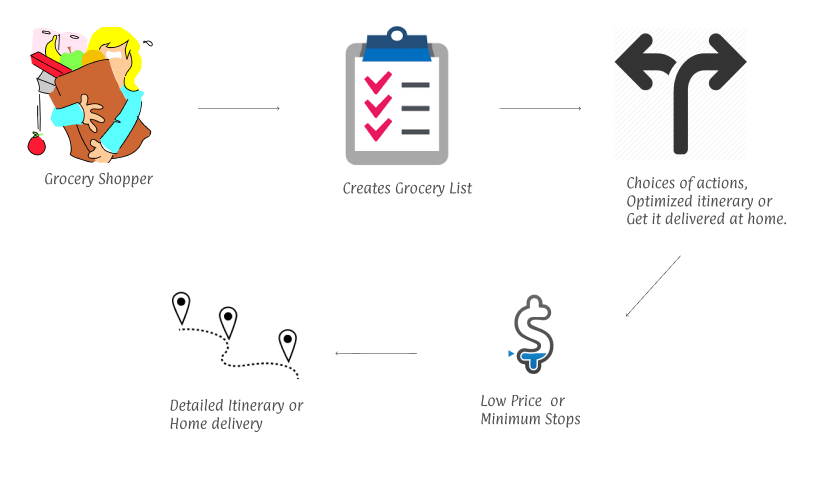 Grocery Shopper
Creates Grocery List
Choices of actions,
Optimized itinerary or
Get it delivered at home.
Low Price or
Minimum Stops
Detailed Itinerary or
Home delivery